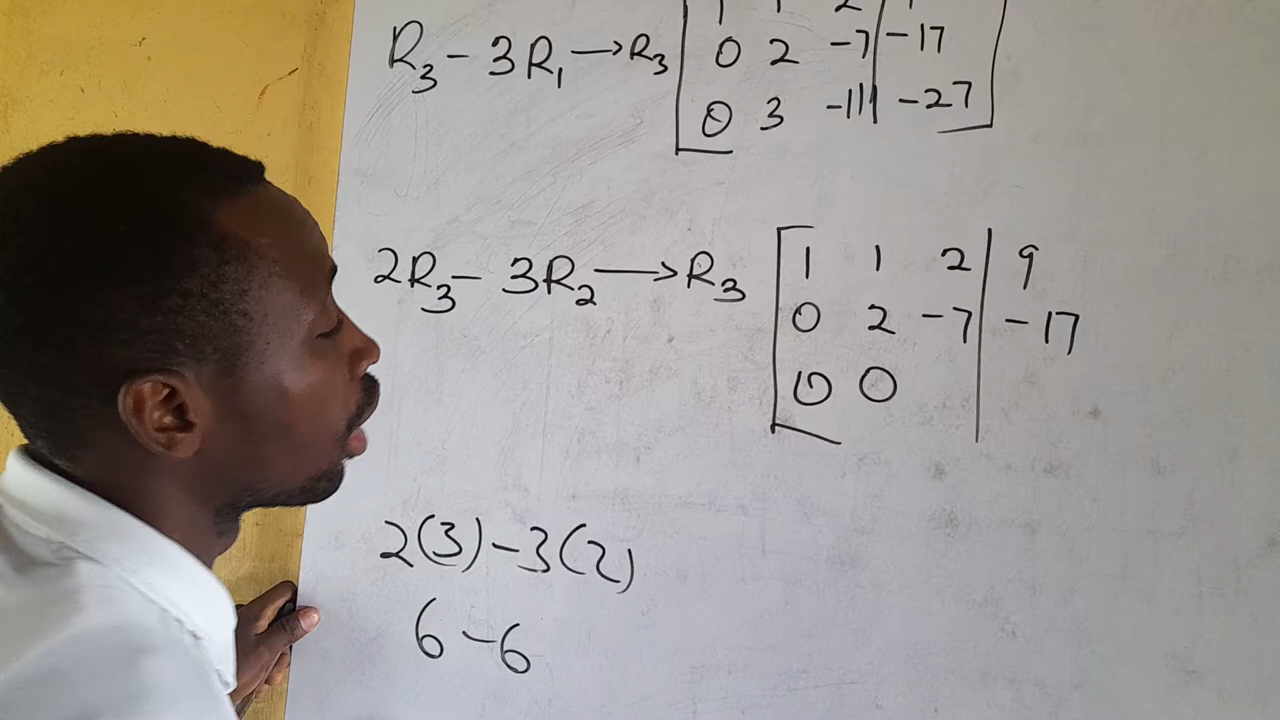 1 1 2
R₃ - 3R₁ → R₃ 0 2 -7 | -17
0 3 -11 | -27
1 1 2 | 9
2R₃ - 3R₂ → R₃ 0 2 -7 | -17
0 0
2(3) - 3(2)
6 - 6